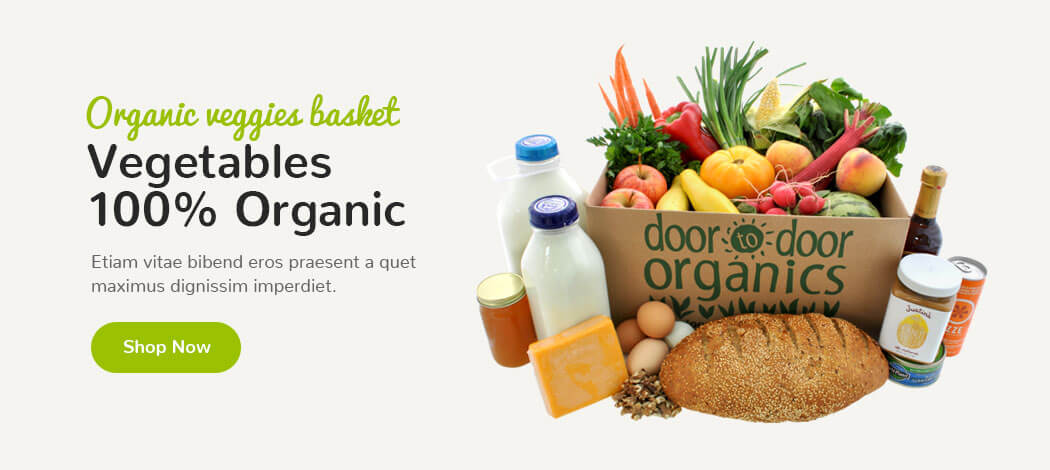 Organic veggies basket
Vegetables
100% Organic
Etiam vitae bibend eros praesent a quet
maximus dignissim imperdiet.
Shop Now
door to door
organics
Justin's